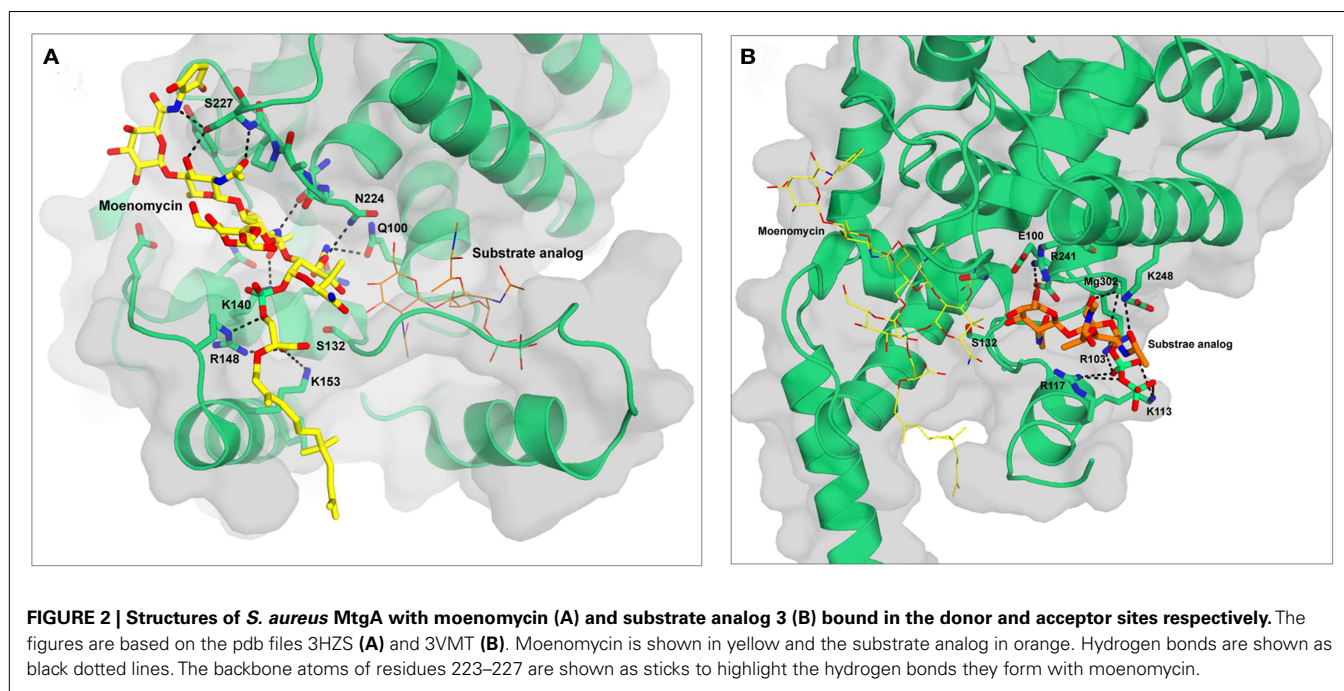 A
S227
N224
Moenomycin
Q100
Substrate analog
K140
S132
R148
K153
B
Moenomycin
E100
R241
K248
Mg302
S132
Substrae analog
R103
R117
K113
FIGURE 2 | Structures of S. aureus MtgA with moenomycin (A) and substrate analog 3 (B) bound in the donor and acceptor sites respectively. The
figures are based on the pdb files 3HZS (A) and 3VMT (B). Moenomycin is shown in yellow and the substrate analog in orange. Hydrogen bonds are shown as
black dotted lines. The backbone atoms of residues 223–227 are shown as sticks to highlight the hydrogen bonds they form with moenomycin.